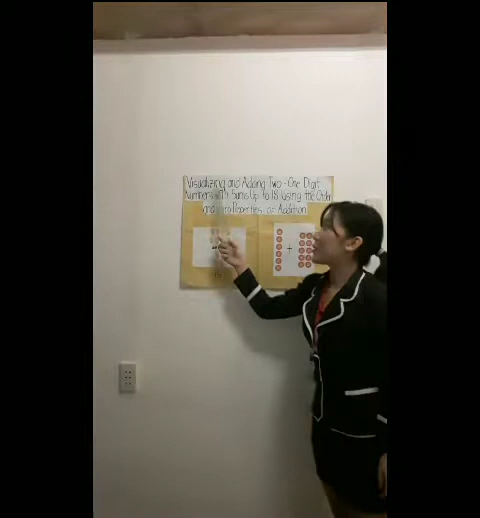 Visualizing and Adding Two - One Digit
Numbers with Sums Up to 18 Using the Order
and Properties of Addition
+